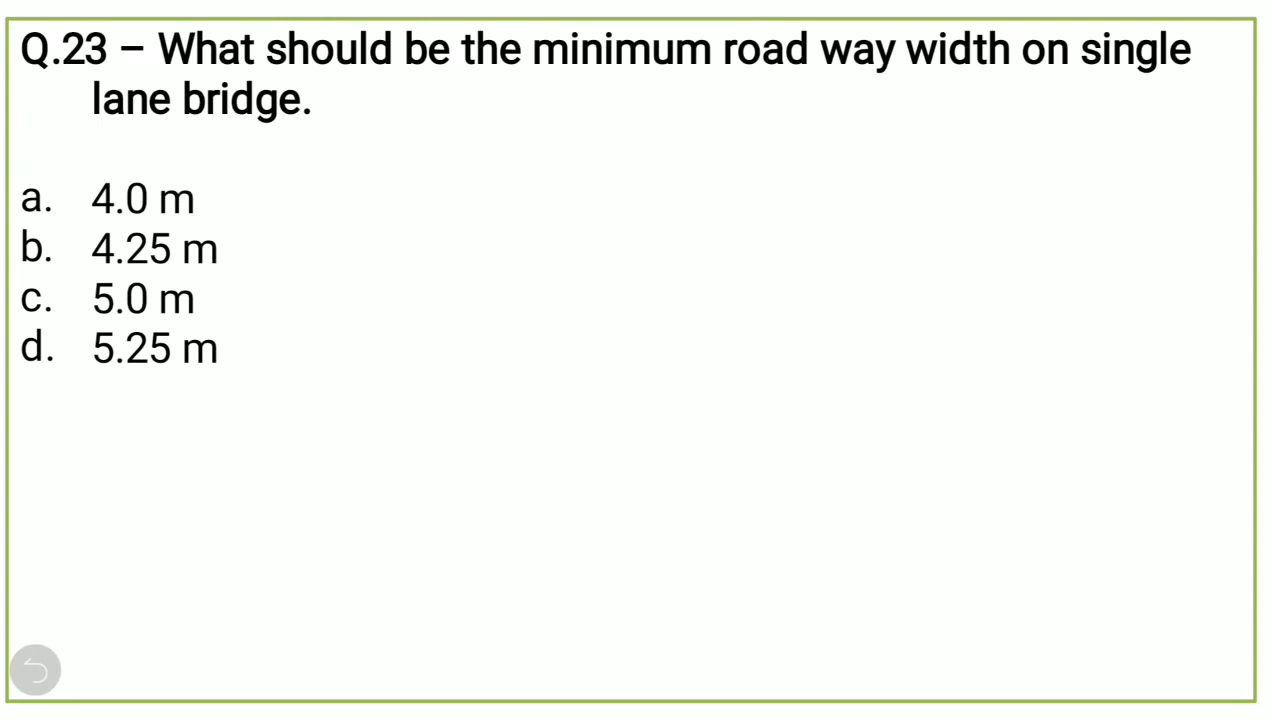 Q.23 – What should be the minimum road way width on single
lane bridge.
a. 4.0 m
b. 4.25 m
c. 5.0 m
d. 5.25 m